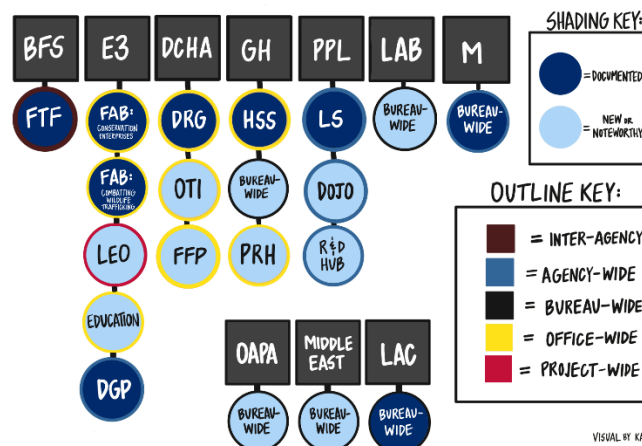 SHADING KEY:
BFS E3 DCHA GH PPL LAB M
= DOCUMENTED
= NEW OR
NOTEWORTHY
FTF
FAB:
CONSERVATION
ENTERPRISES
DRG
HSS
LS
BUREAU-
WIDE
BUREAU-
WIDE
FAB:
COMBATTING
WILDLIFE
TRAFFICKING
OTI
BUREAU-
WIDE
DOJO
LEO
FFP
PRH
R&D
HUB
EDUCATION
DGP
OUTLINE KEY:
= INTER-AGENCY
= AGENCY-WIDE
= BUREAU-WIDE
= OFFICE-WIDE
= PROJECT-WIDE
OAPA
MIDDLE
EAST
LAC
BUREAU-
WIDE
BUREAU-
WIDE
BUREAU-
WIDE
VISUAL BY